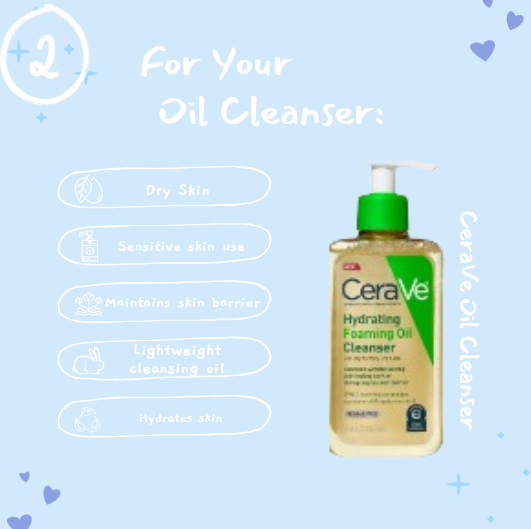 2
For Your
Oil Cleanser:
Dry Skin
Sensitive skin use
Maintains skin barrier
Lightweight
cleansing oil
Hydrates skin
CeraVe
Hydrating
Foaming Oil
Cleanser
CeraVe Oil Cleanser